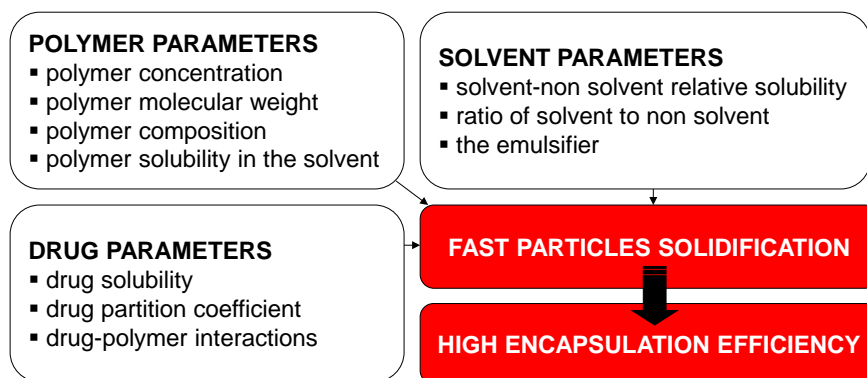 POLYMER PARAMETERS
▪ polymer concentration
▪ polymer molecular weight
▪ polymer composition
▪ polymer solubility in the solvent
SOLVENT PARAMETERS
▪ solvent-non solvent relative solubility
▪ ratio of solvent to non solvent
▪ the emulsifier
DRUG PARAMETERS
▪ drug solubility
▪ drug partition coefficient
▪ drug-polymer interactions
FAST PARTICLES SOLIDIFICATION
HIGH ENCAPSULATION EFFICIENCY